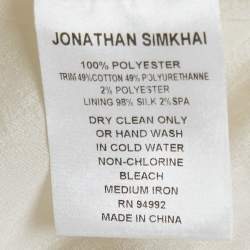 JONATHAN SIMKHAI
100% POLYESTER
TRIM 49% COTTON 49% POLYURETHANE
2% POLYESTER
LINING 98% SILK 2% SPA
DRY CLEAN ONLY
OR HAND WASH
IN COLD WATER
NON-CHLORINE
BLEACH
MEDIUM IRON
RN 94992
MADE IN CHINA